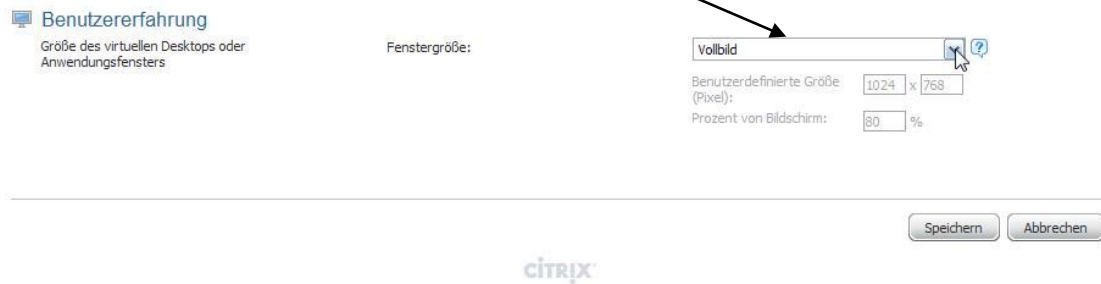 Benutzererfahrung
Größe des virtuellen Desktops oder
Anwendungsfensters
Fenstergröße:
Vollbild
Benutzerdefinierte Größe
(Pixel):
1024 x 768
Prozent von Bildschirm:
80 %
Speichern Abbrechen
CITRIX